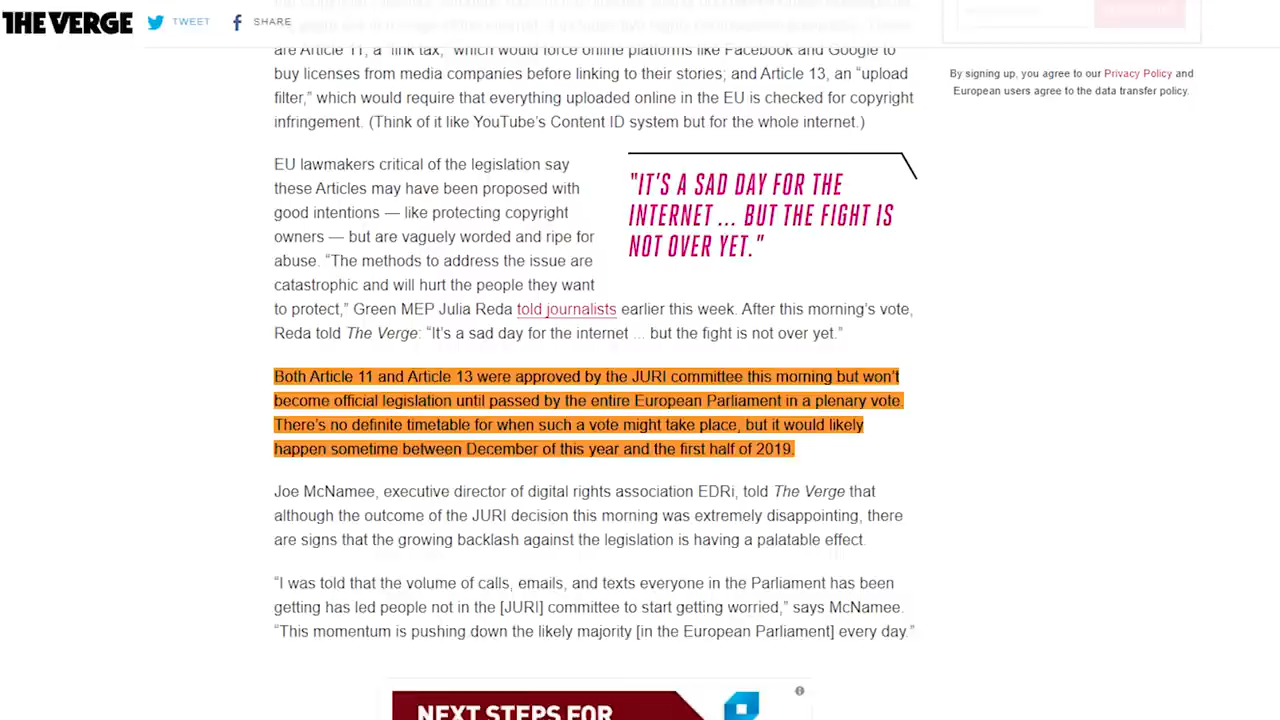 THE VERGE TWEET SHARE
are Article 11, a “link tax,” which would force online platforms like Facebook and Google to
buy licenses from media companies before linking to their stories; and Article 13, an “upload
filter,” which would require that everything uploaded online in the EU is checked for copyright
infringement. (Think of it like YouTube’s Content ID system but for the whole internet.)
By signing up, you agree to our Privacy Policy and
European users agree to the data transfer policy.
EU lawmakers critical of the legislation say
these Articles may have been proposed with
good intentions — like protecting copyright
owners — but are vaguely worded and ripe for
abuse. “The methods to address the issue are
catastrophic and will hurt the people they want
to protect,” Green MEP Julia Reda told journalists earlier this week. After this morning’s vote,
Reda told The Verge: “It’s a sad day for the internet ... but the fight is not over yet.”
"IT'S A SAD DAY FOR THE
INTERNET ... BUT THE FIGHT IS
NOT OVER YET."
Both Article 11 and Article 13 were approved by the JURI committee this morning but won’t
become official legislation until passed by the entire European Parliament in a plenary vote.
There’s no definite timetable for when such a vote might take place, but it would likely
happen sometime between December of this year and the first half of 2019.
Joe McNamee, executive director of digital rights association EDRi, told The Verge that
although the outcome of the JURI decision this morning was extremely disappointing, there
are signs that the growing backlash against the legislation is having a palatable effect.
“I was told that the volume of calls, emails, and texts everyone in the Parliament has been
getting has led people not in the [JURI] committee to start getting worried,” says McNamee.
“This momentum is pushing down the likely majority [in the European Parliament] every day.”
NEXT STEPS FOR